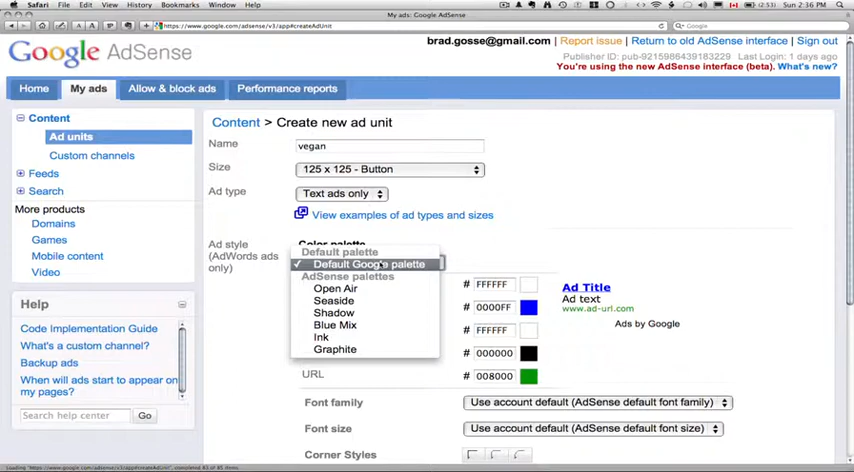 Safari File Edit View History Bookmarks Window Help (2:53) Sun 2:36 PM
My ads: Google AdSense
https://www.google.com/adsense/v3/app#createAdUnit Google
Google AdSense
brad.gosse@gmail.com | Report issue | Return to old AdSense interface | Sign out
Publisher ID: pub-9259866439183229 Last Login: 1 days ago
You're using the new AdSense interface (beta). What's new?
Home My ads Allow & block ads Performance reports
Content
Ad units
Custom channels
Feeds
Search
More products
Domains
Games
Mobile content
Video
Help
Code Implementation Guide
What's a custom channel?
Backup ads
When will ads start to appear on my pages?
Search help center Go
Content > Create new ad unit
Name vegan
Size 125 x 125 - Button
Ad type Text ads only
View examples of ad types and sizes
Ad style
(AdWords ads
only)
Color palette
Default palette
✓ Default Google palette
AdSense palettes
Open Air
Seaside
Shadow
Blue Mix
Ink
Graphite
# FFFFFF
# 0000FF
# FFFFFF
# 000000
URL # 008000
Ad Title
Ad text
www.ad-url.com
Ads by Google
Font family Use account default (AdSense default font family)
Font size Use account default (AdSense default font size)
Corner Styles